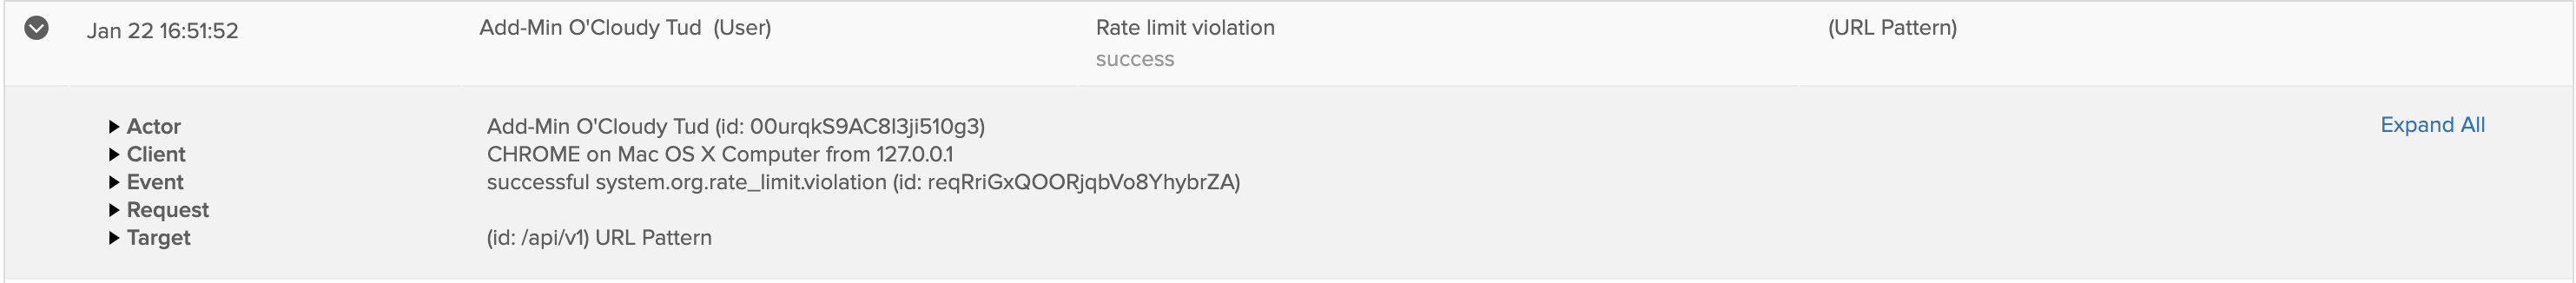 Jan 22 16:51:52 Add-Min O'Cloudy Tud (User) Rate limit violation (URL Pattern)
success
Actor Add-Min O'Cloudy Tud (id: 00urqkS9AC8l3ji510g3) Expand All
Client CHROME on Mac OS X Computer from 127.0.0.1
Event successful system.org.rate_limit.violation (id: reqRriGxQOORjqbVo8YhybrZA)
Request
Target (id: /api/v1) URL Pattern